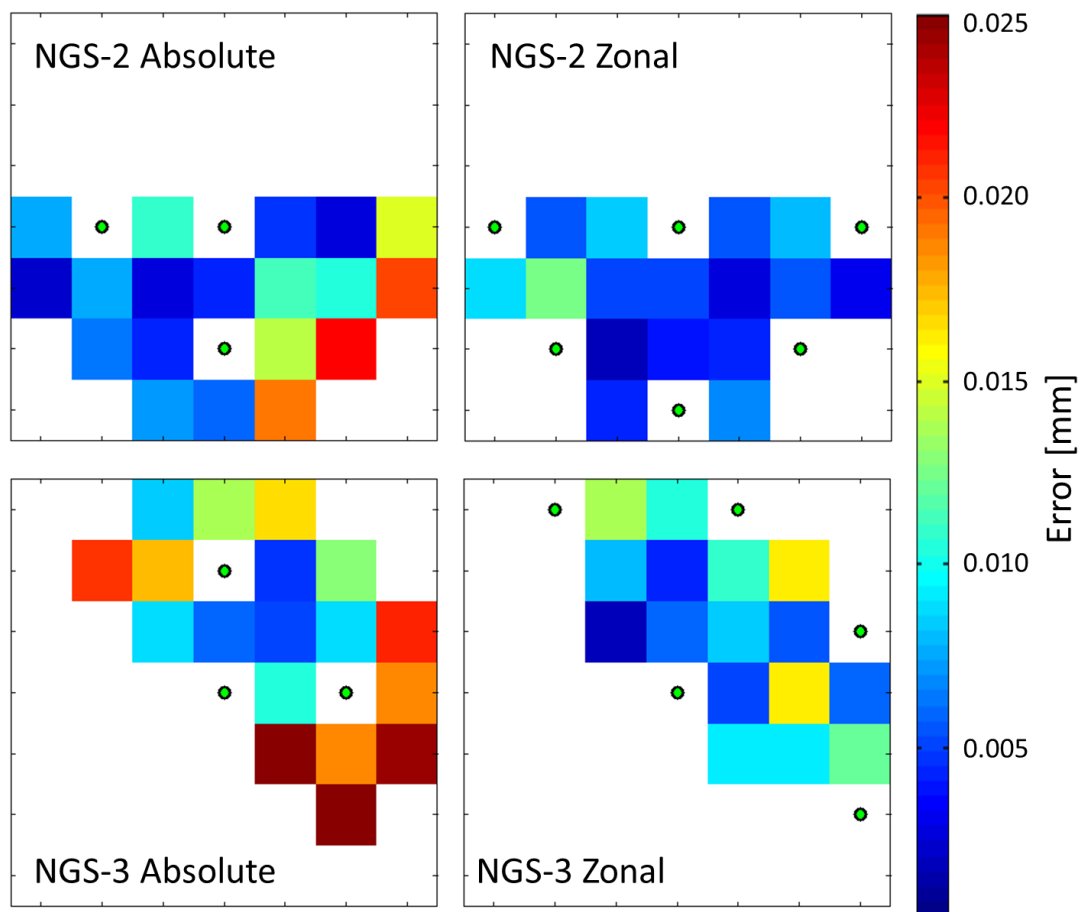 NGS-2 Absolute
NGS-2 Zonal
NGS-3 Absolute
NGS-3 Zonal
0.025
0.020
0.015
0.010
0.005
Error [mm]